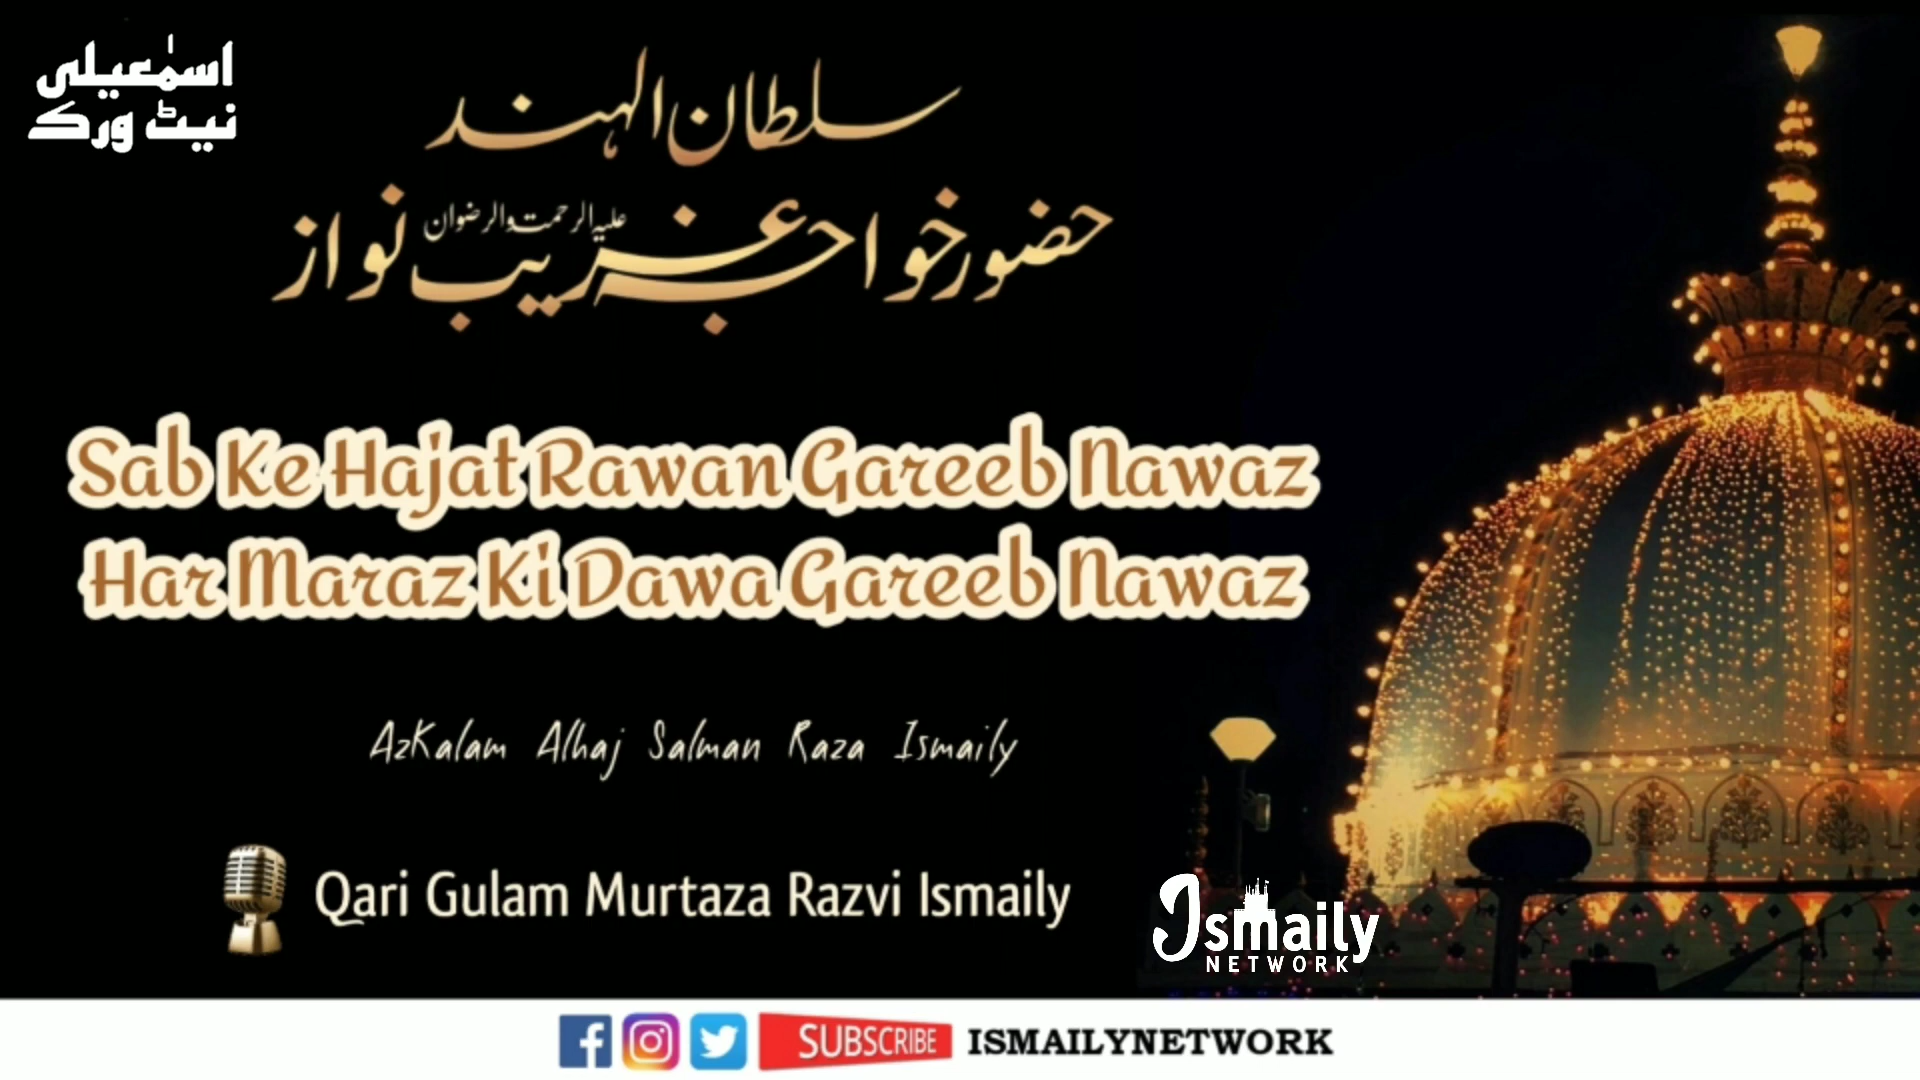 اسمٰعیلی
نیٹ ورک
سلطان الہند
حضور خواجہ غریب نواز علیہ الرحمت والرضوان
Sab Ke Hajat Rawan Gareeb Nawaz
Har Maraz Ki Dawa Gareeb Nawaz
AzKalam Alhaj Salman Raza Ismaily
Qari Gulam Murtaza Razvi Ismaily
Ismaily
NETWORK
SUBSCRIBE ISMAILYNETWORK